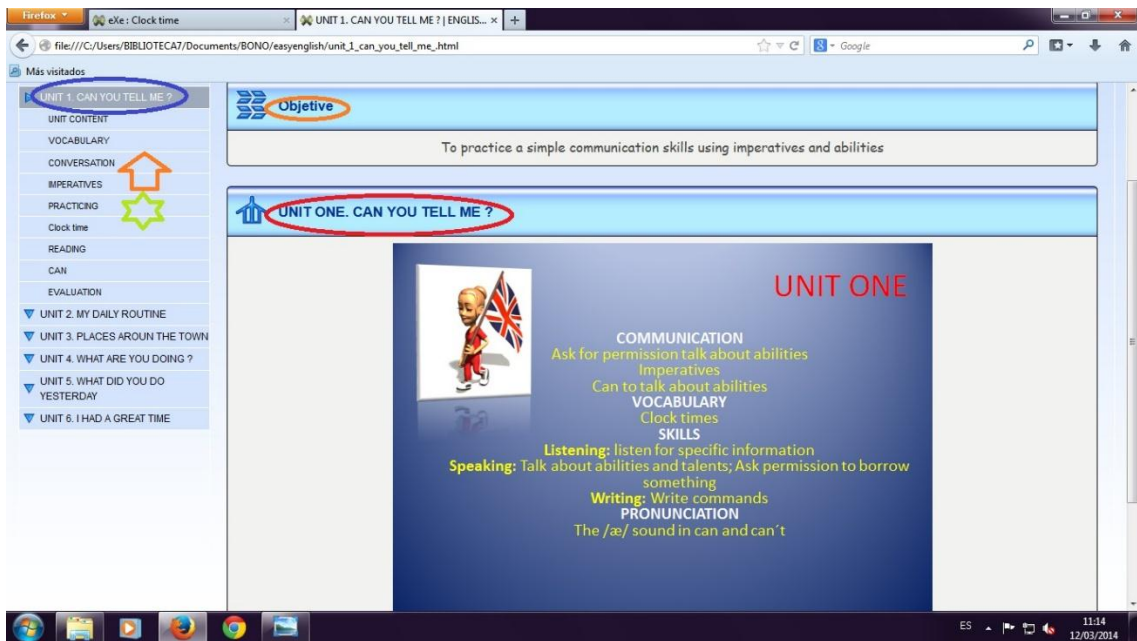 Firefox
eXe : Clock time
UNIT 1. CAN YOU TELL ME ? | ENGLIS...
file:///C:/Users/BIBLIOTECA7/Documents/BONO/easyenglish/unit_1_can_you_tell_me_.html
Google
Más visitados
UNIT 1. CAN YOU TELL ME ?
UNIT CONTENT
VOCABULARY
CONVERSATION
IMPERATIVES
PRACTICING
Clock time
READING
CAN
EVALUATION
UNIT 2. MY DAILY ROUTINE
UNIT 3. PLACES AROUN THE TOWN
UNIT 4. WHAT ARE YOU DOING ?
UNIT 5. WHAT DID YOU DO
YESTERDAY
UNIT 6. I HAD A GREAT TIME
Objetive
To practice a simple communication skills using imperatives and abilities
UNIT ONE. CAN YOU TELL ME ?
UNIT ONE
COMMUNICATION
Ask for permission talk about abilities
Imperatives
Can to talk about abilities
VOCABULARY
Clock times
SKILLS
Listening: listen for specific information
Speaking: Talk about abilities and talents; Ask permission to borrow
something
Writing: Write commands
PRONUNCIATION
The /æ/ sound in can and can´t
ES
11:14
12/03/2014